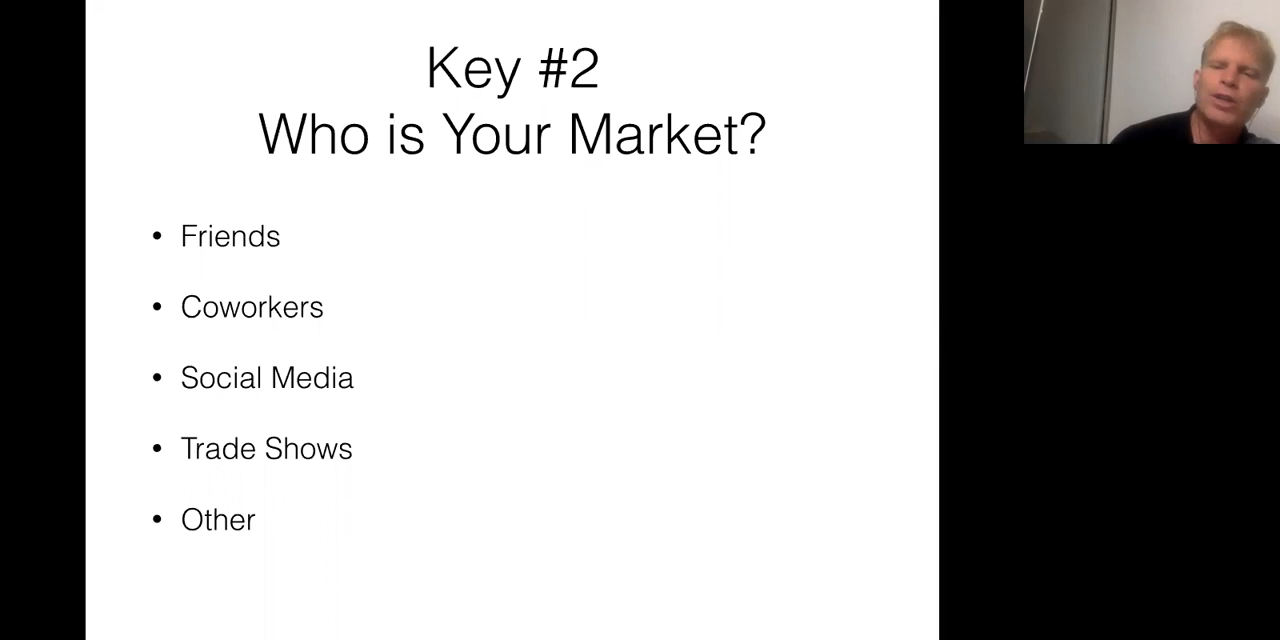 Key #2
Who is Your Market?
• Friends
• Coworkers
• Social Media
• Trade Shows
• Other